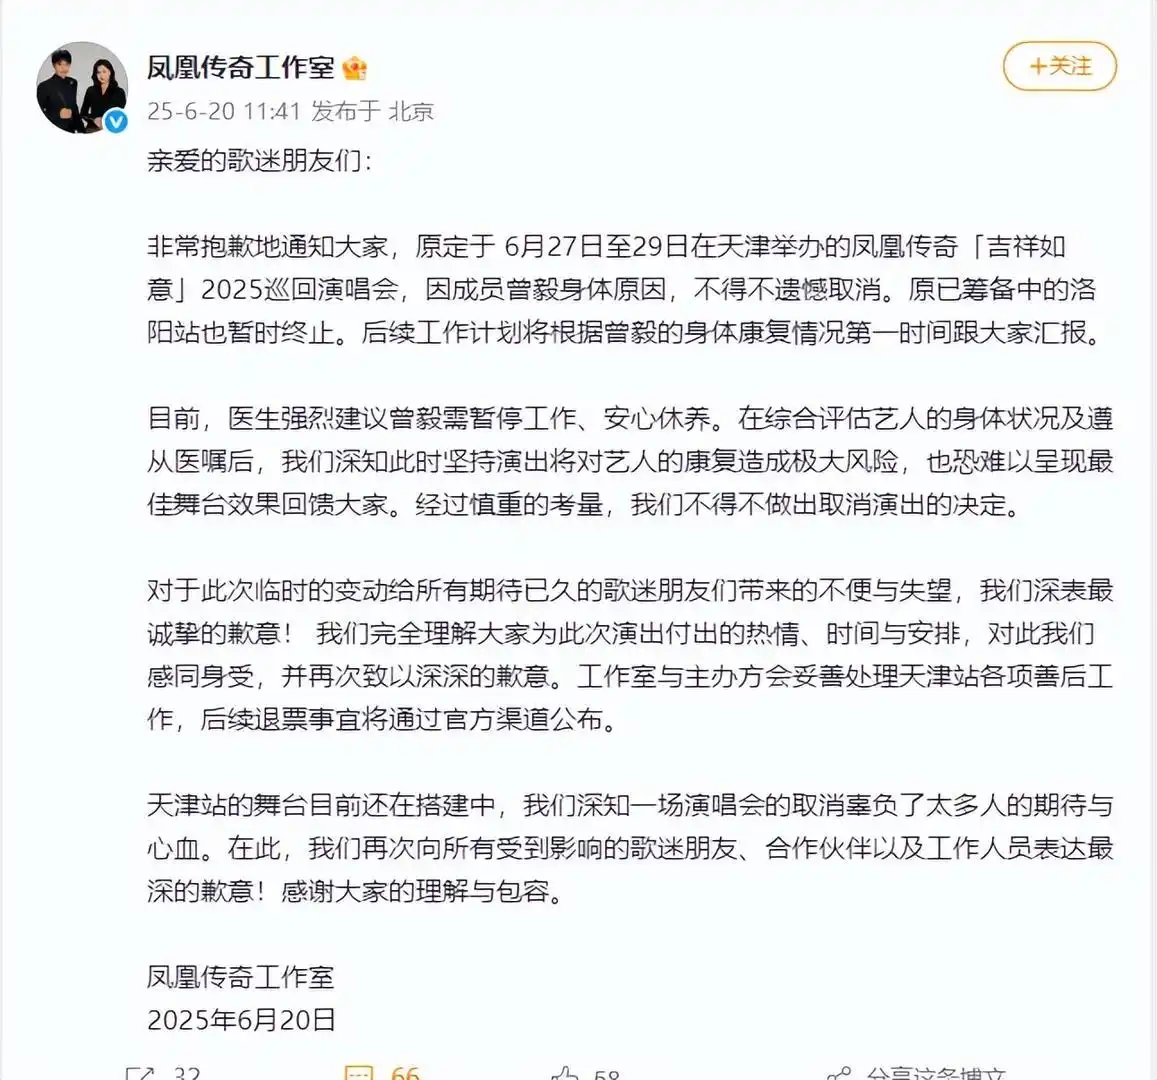 凤凰传奇工作室
+关注
25-6-20 11:41 发布于 北京
亲爱的歌迷朋友们：
非常抱歉地通知大家，原定于 6月27日至29日在天津举办的凤凰传奇「吉祥如
意」2025巡回演唱会，因成员曾毅身体原因，不得不遗憾取消。原已筹备中的洛
阳站也暂时终止。后续工作计划将根据曾毅的身体康复情况第一时间跟大家汇报。
目前，医生强烈建议曾毅需暂停工作、安心休养。在综合评估艺人的身体状况及遵
从医嘱后，我们深知此时坚持演出将对艺人的康复造成极大风险，也恐难以呈现最
佳舞台效果回馈大家。经过慎重的考量，我们不得不做出取消演出的决定。
对于此次临时的变动给所有期待已久的歌迷朋友们带来的不便与失望，我们深表最
诚挚的歉意！ 我们完全理解大家为此次演出付出的热情、时间与安排，对此我们
感同身受，并再次致以深深的歉意。工作室与主办方会妥善处理天津站各项善后工
作，后续退票事宜将通过官方渠道公布。
天津站的舞台目前还在搭建中，我们深知一场演唱会的取消辜负了太多人的期待与
心血。在此，我们再次向所有受到影响的歌迷朋友、合作伙伴以及工作人员表达最
深的歉意！感谢大家的理解与包容。
凤凰传奇工作室
2025年6月20日
32 66 58 分享这条博文